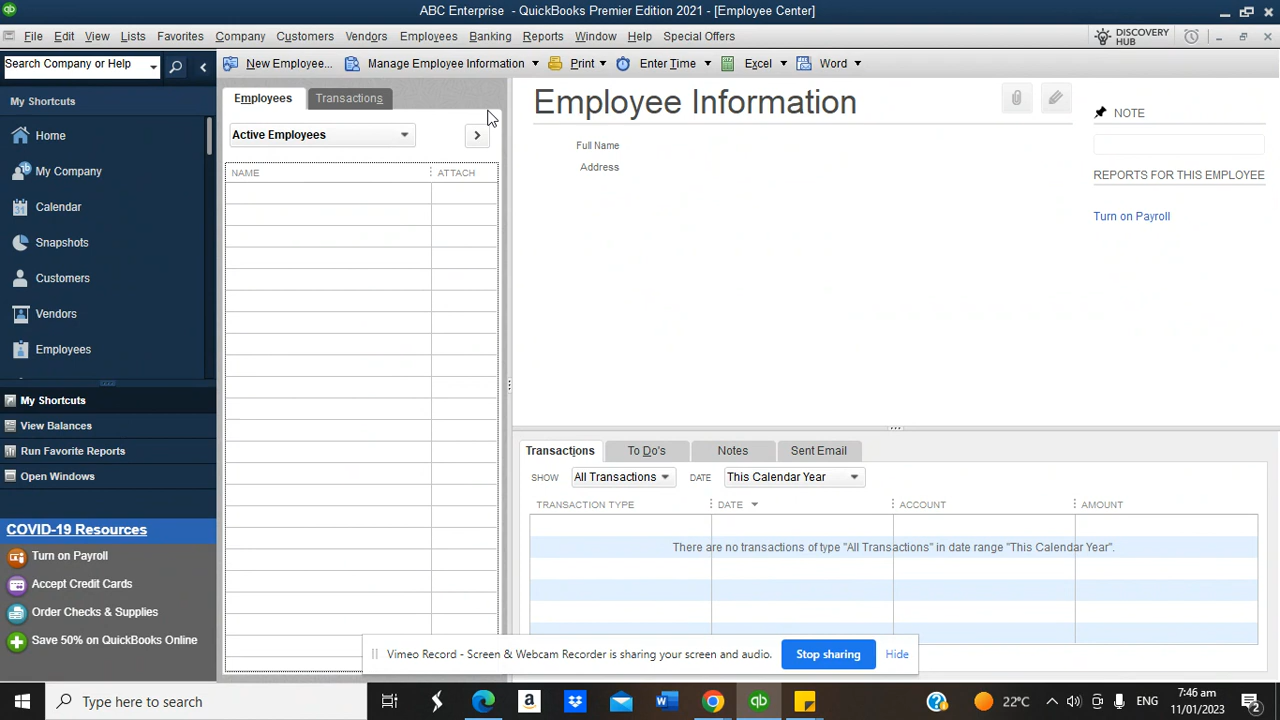 ABC Enterprise - QuickBooks Premier Edition 2021 - [Employee Center]
File Edit View Lists Favorites Company Customers Vendors Employees Banking Reports Window Help Special Offers
DISCOVERY
HUB
Search Company or Help
New Employee... Manage Employee Information Print Enter Time Excel Word
My Shortcuts
Home
My Company
Calendar
Snapshots
Customers
Vendors
Employees
My Shortcuts
View Balances
Run Favorite Reports
Open Windows
COVID-19 Resources
Turn on Payroll
Accept Credit Cards
Order Checks & Supplies
Save 50% on QuickBooks Online
Employees Transactions
Active Employees
NAME ATTACH
Employee Information
Full Name
Address
NOTE
REPORTS FOR THIS EMPLOYEE
Turn on Payroll
Transactions To Do's Notes Sent Email
SHOW All Transactions DATE This Calendar Year
TRANSACTION TYPE DATE ACCOUNT AMOUNT
There are no transactions of type "All Transactions" in date range "This Calendar Year".
Vimeo Record - Screen & Webcam Recorder is sharing your screen and audio. Stop sharing Hide
Type here to search
22°C ENG
7:46 am
11/01/2023
2